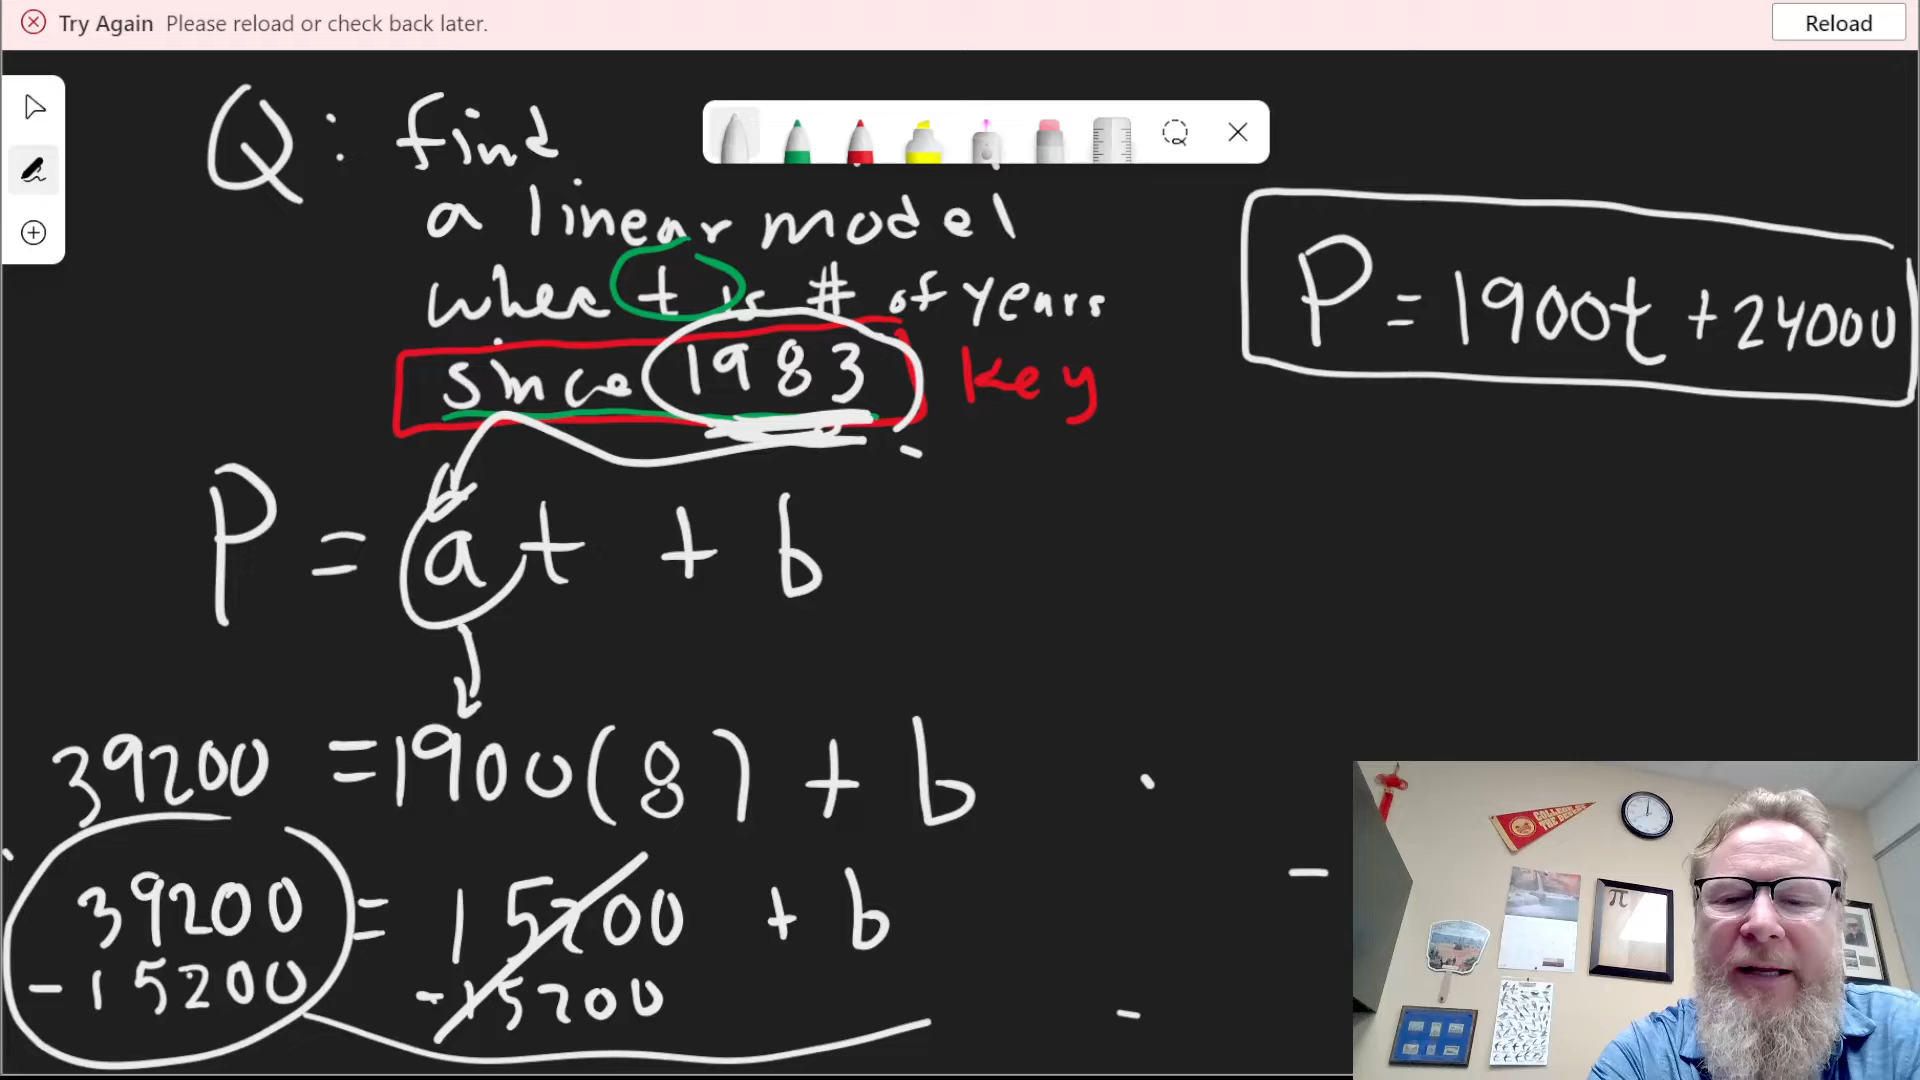 Try Again Please reload or check back later.
Reload
Q: find
a linear model
when t is # of years
since 1983 key
P = at + b
39200 = 1900(8) + b
39200 = 15200 + b
-15200 -15200
P = 1900t + 24000
π